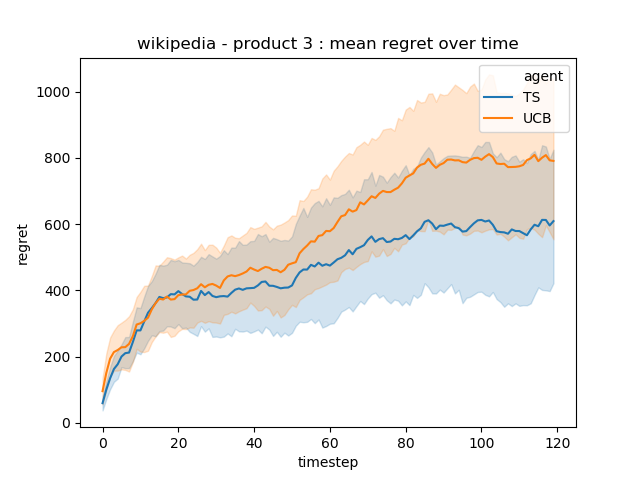 wikipedia - product 3 : mean regret over time
agent
TS
UCB
regret
1000
800
600
400
200
0
0 20 40 60 80 100 120
timestep